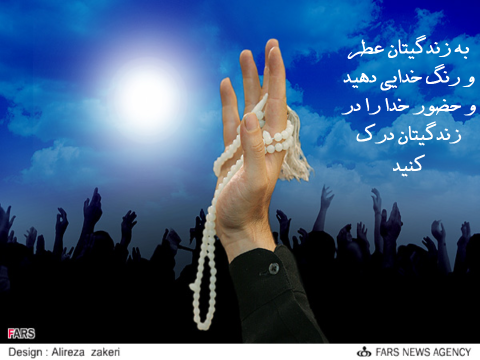 به زندگیتان عطر
و رنگ خدایی دهید
و حضور خدا را در
زندگیتان درک
کنید
FARS
Design : Alireza zakeri
FARS NEWS AGENCY